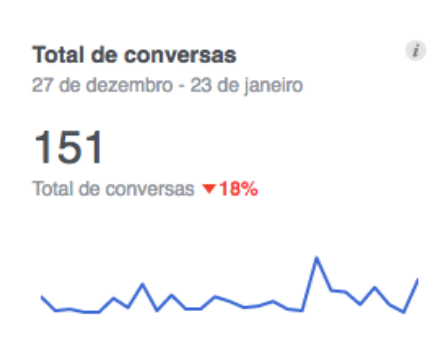 Total de conversas
i
27 de dezembro - 23 de janeiro
151
Total de conversas ▼18%